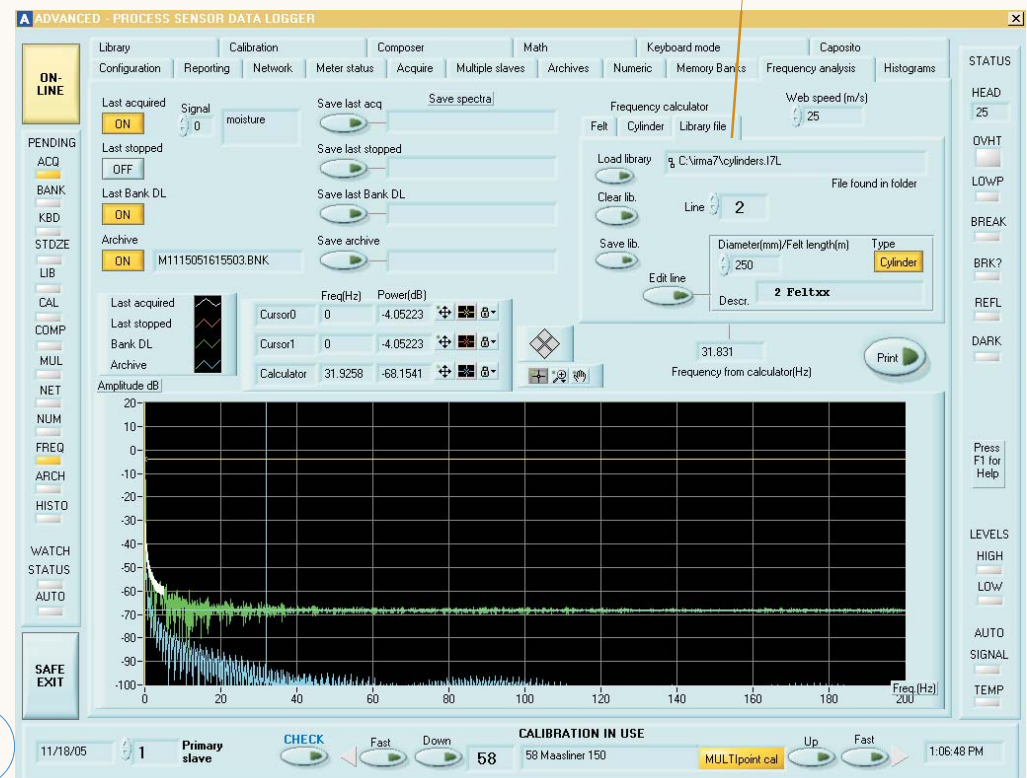 A ADVANCED - PROCESS SENSOR DATA LOGGER
Library Calibration Composer Math Keyboard mode Caposito
Configuration Reporting Network Meter status Acquire Multiple slaves Archives Numeric Memory Banks Frequency analysis Histograms
ON-
LINE
PENDING
ACQ
BANK
KBD
STDZE
LIB
CAL
COMP
MUL
NET
NUM
FREQ
ARCH
HISTO
WATCH
STATUS
AUTO
SAFE
EXIT
Last acquired
ON
Signal
0
moisture
Last stopped
OFF
Last Bank DL
ON
Archive
ON
M1115051615503.BNK
Save last acq
Save spectra
Save last stopped
Save last Bank DL
Save archive
Frequency calculator
Web speed (m/s)
25
Felt Cylinder Library file
Load library
C:\irma7\cylinders.I7L
File found in folder
Clear lib.
Line 2
Save lib.
Diameter(mm)/Felt length(m) Type
250
Cylinder
Edit line
Descr. 2 Feltxx
31.831
Frequency from calculator(Hz)
Print
Last acquired
Last stopped
Bank DL
Archive
Freq(Hz) Power(dB)
Cursor0 0 -4.05223
Cursor1 0 -4.05223
Calculator 31.9258 -68.1541
Amplitude dB
20
10
0
-10
-20
-30
-40
-50
-60
-70
-80
-90
-100
0 20 40 60 80 100 120 140 160 180 200
Freq.(Hz)
STATUS
HEAD
25
OVHT
LOWP
BREAK
BRK?
REFL
DARK
Press
F1 for
Help
LEVELS
HIGH
LOW
AUTO
SIGNAL
TEMP
11/18/05
1
Primary
slave
CHECK
Fast
Down
58
CALIBRATION IN USE
58 Maasliner 150
MULTIpoint cal
Up
Fast
1:06:48 PM